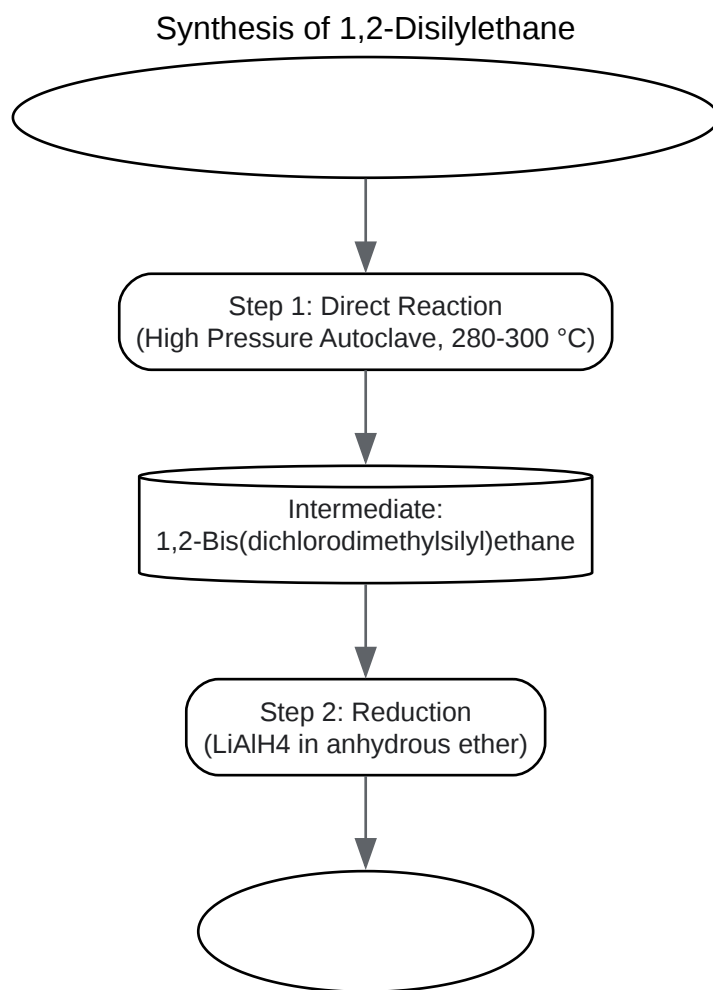 Synthesis of 1,2-Disilylethane
Step 1: Direct Reaction
(High Pressure Autoclave, 280-300 °C)
Intermediate:
1,2-Bis(dichlorodimethylsilyl)ethane
Step 2: Reduction
(LiAlH4 in anhydrous ether)